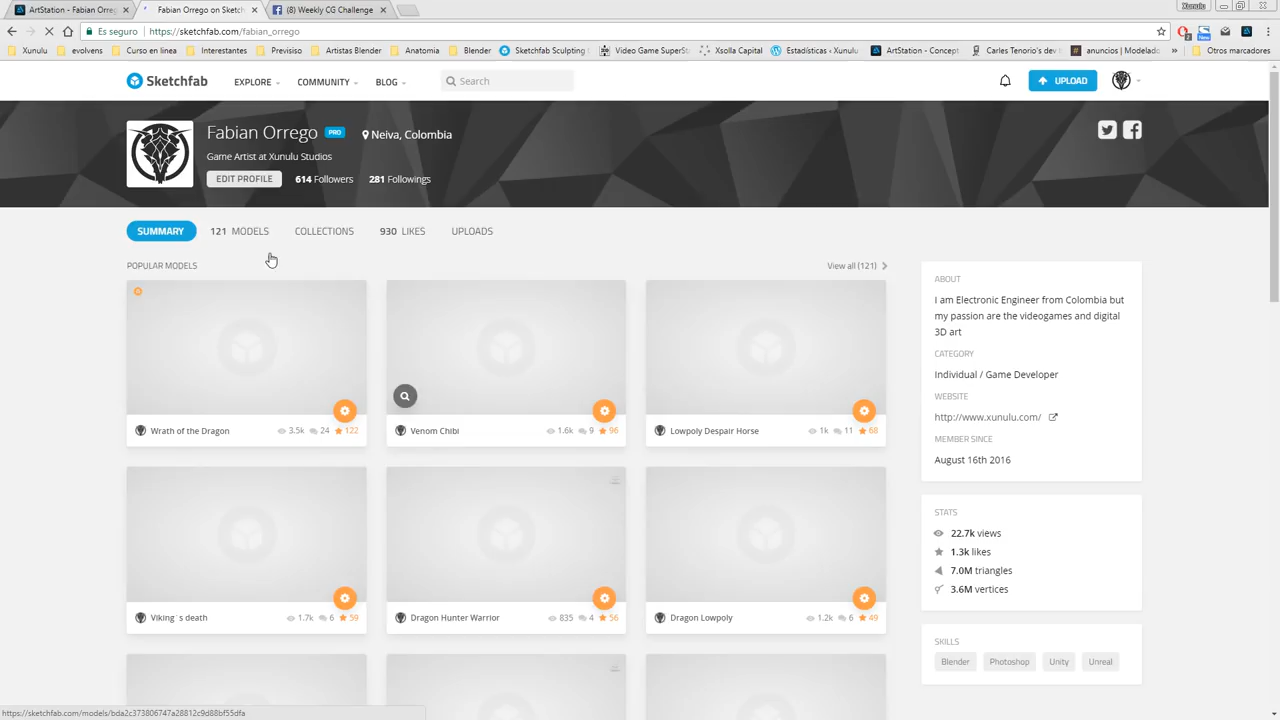 ArtStation - Fabian Orreg
Fabian Orrego on Sketch
(8) Weekly CG Challenge
Xunulu
Es seguro
https://sketchfab.com/fabian_orrego
Xunulu
evolvens
Curso en linea
Interestantes
Previsiso
Artistas Blender
Anatomia
Blender
Sketchfab Sculpting
Video Game SuperSt
Xsolla Capital
Estadísticas ‹ Xunulu
ArtStation - Concept
Carles Tenorio's dev
anuncios | Modelado
»
Otros marcadores
Sketchfab
EXPLORE
COMMUNITY
BLOG
Search
UPLOAD
Fabian Orrego PRO
Neiva, Colombia
Game Artist at Xunulu Studios
EDIT PROFILE
614 Followers
281 Followings
SUMMARY
121 MODELS
COLLECTIONS
930 LIKES
UPLOADS
POPULAR MODELS
View all (121)
Wrath of the Dragon 3.5k 24 122
Venom Chibi 1.6k 9 96
Lowpoly Despair Horse 1k 11 68
Viking´s death 1.7k 6 59
Dragon Hunter Warrior 835 4 56
Dragon Lowpoly 1.2k 6 49
ABOUT
I am Electronic Engineer from Colombia but
my passion are the videogames and digital
3D art
CATEGORY
Individual / Game Developer
WEBSITE
http://www.xunulu.com/
MEMBER SINCE
August 16th 2016
STATS
22.7k views
1.3k likes
7.0M triangles
3.6M vertices
SKILLS
Blender
Photoshop
Unity
Unreal
https://sketchfab.com/models/bda2c373806747a28812c9d88bf55dfa